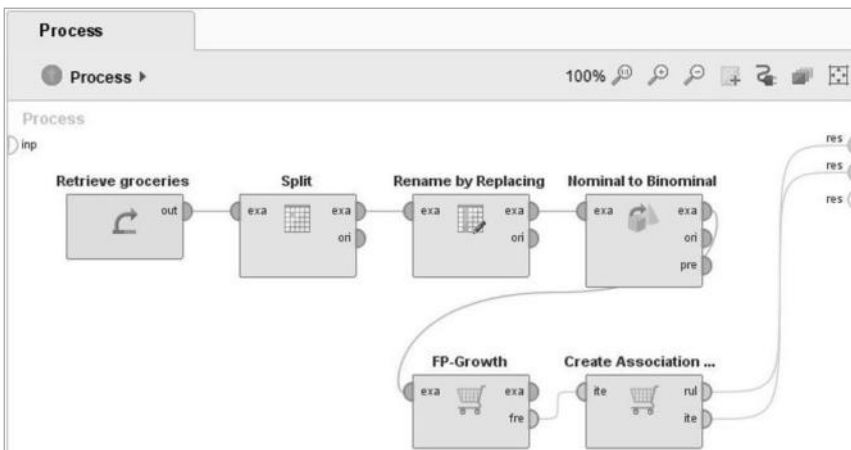 Process
Process
100%
Process
inp
res
res
res
Retrieve groceries
Split
Rename by Replacing
Nominal to Binominal
out
exa
exa
exa
exa
exa
exa
ori
ori
ori
pre
FP-Growth
Create Association ...
exa
exa
ite
rul
fre
ite